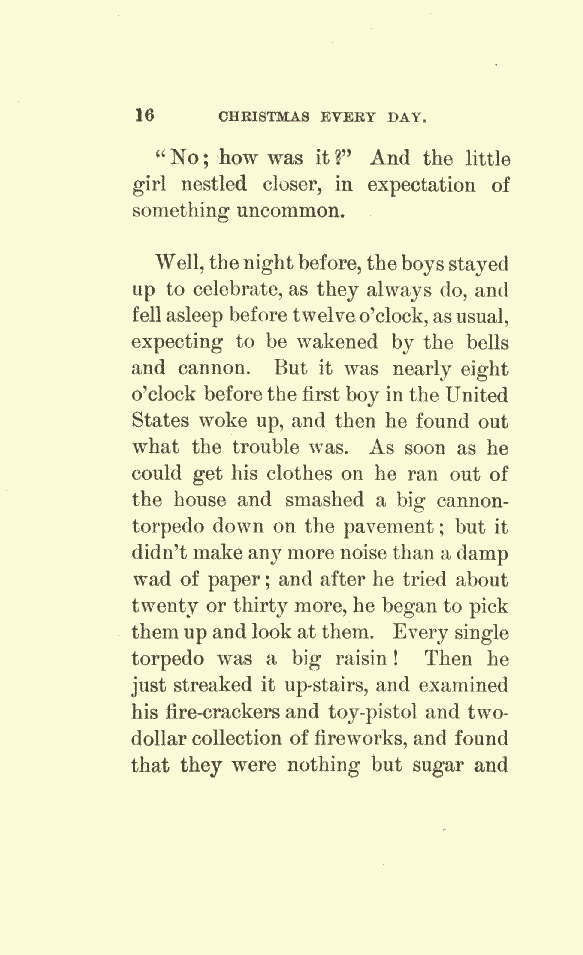 16 CHRISTMAS EVERY DAY.
“No; how was it?” And the little
girl nestled closer, in expectation of
something uncommon.
Well, the night before, the boys stayed
up to celebrate, as they always do, and
fell asleep before twelve o’clock, as usual,
expecting to be wakened by the bells
and cannon. But it was nearly eight
o’clock before the first boy in the United
States woke up, and then he found out
what the trouble was. As soon as he
could get his clothes on he ran out of
the house and smashed a big cannon-
torpedo down on the pavement; but it
didn’t make any more noise than a damp
wad of paper; and after he tried about
twenty or thirty more, he began to pick
them up and look at them. Every single
torpedo was a big raisin! Then he
just streaked it up-stairs, and examined
his fire-crackers and toy-pistol and two-
dollar collection of fireworks, and found
that they were nothing but sugar and